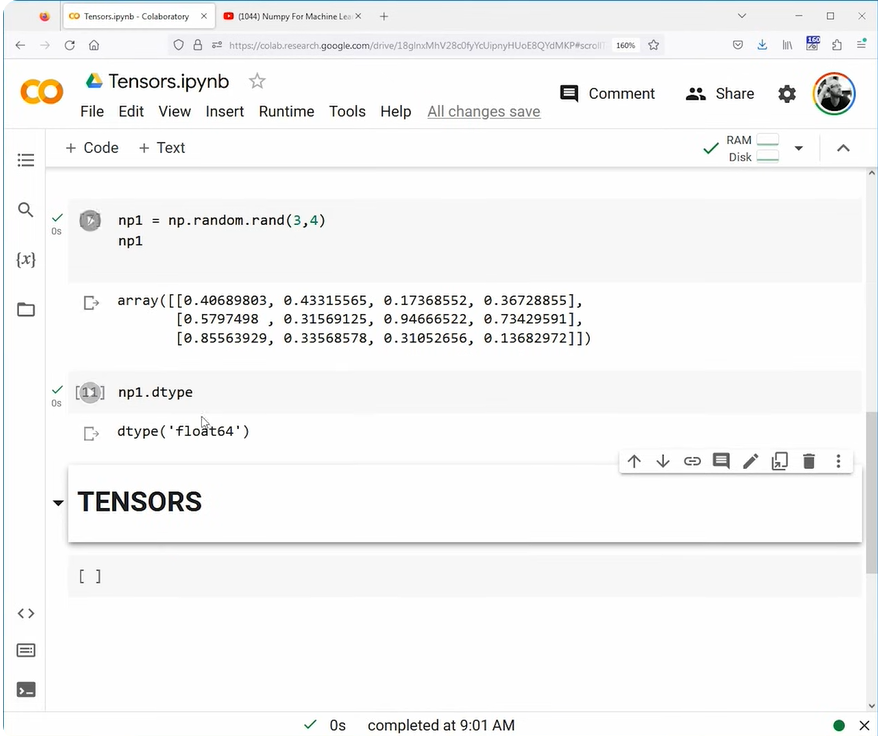 Tensors.ipynb - Colaboratory
(1044) Numpy For Machine Lea
https://colab.research.google.com/drive/
160%
160
Tensors.ipynb
Comment
Share
File Edit View Insert Runtime Tools Help All changes save
+ Code + Text
RAM
Disk
np1 = np.random.rand(3,4)
0s
np1
{x}
array([[0.40689803, 0.43315565, 0.17368552, 0.36728855],
[0.5797498 , 0.31569125, 0.94666522, 0.73429591],
[0.85563929, 0.33568578, 0.31052656, 0.13682972]])
[11] np1.dtype
0s
dtype('float64')
TENSORS
[ ]
0s completed at 9:01 AM